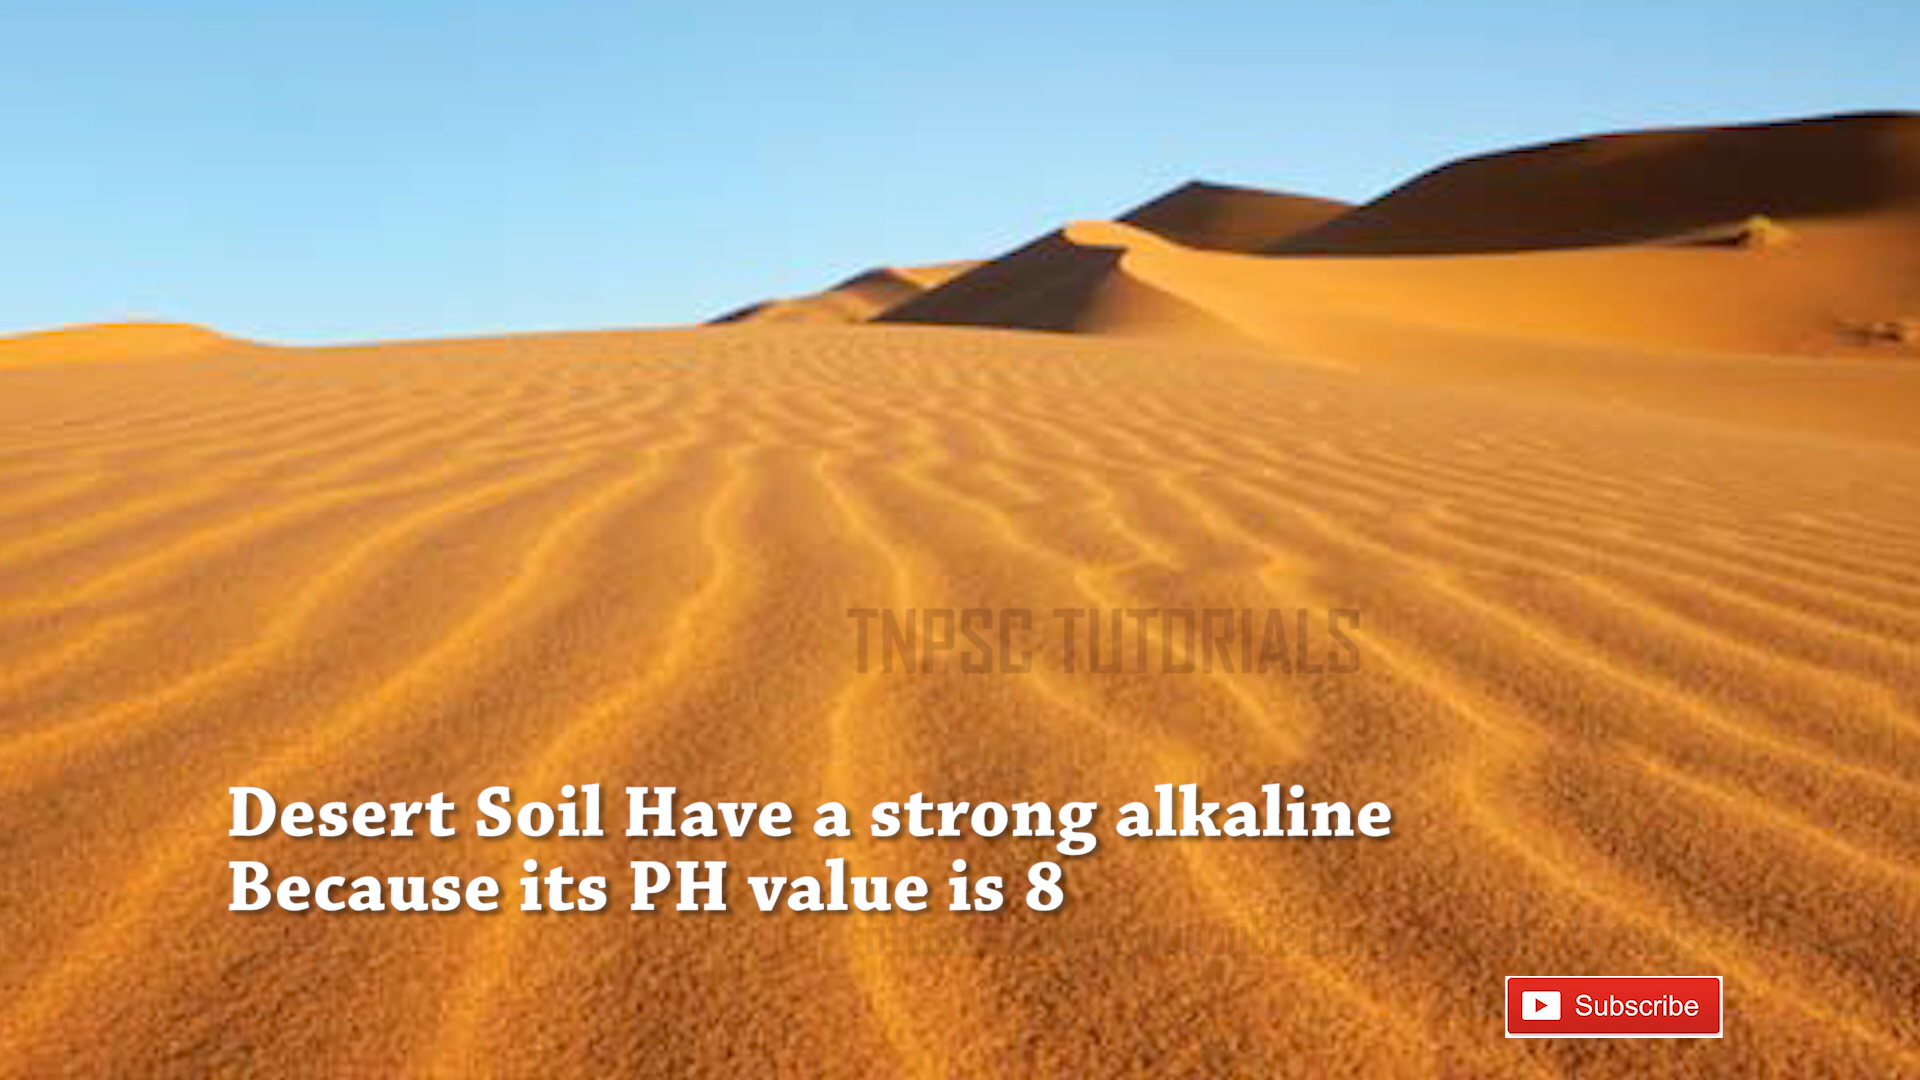 TNPSC TUTORIALS
Desert Soil Have a strong alkaline
Because its PH value is 8
Subscribe